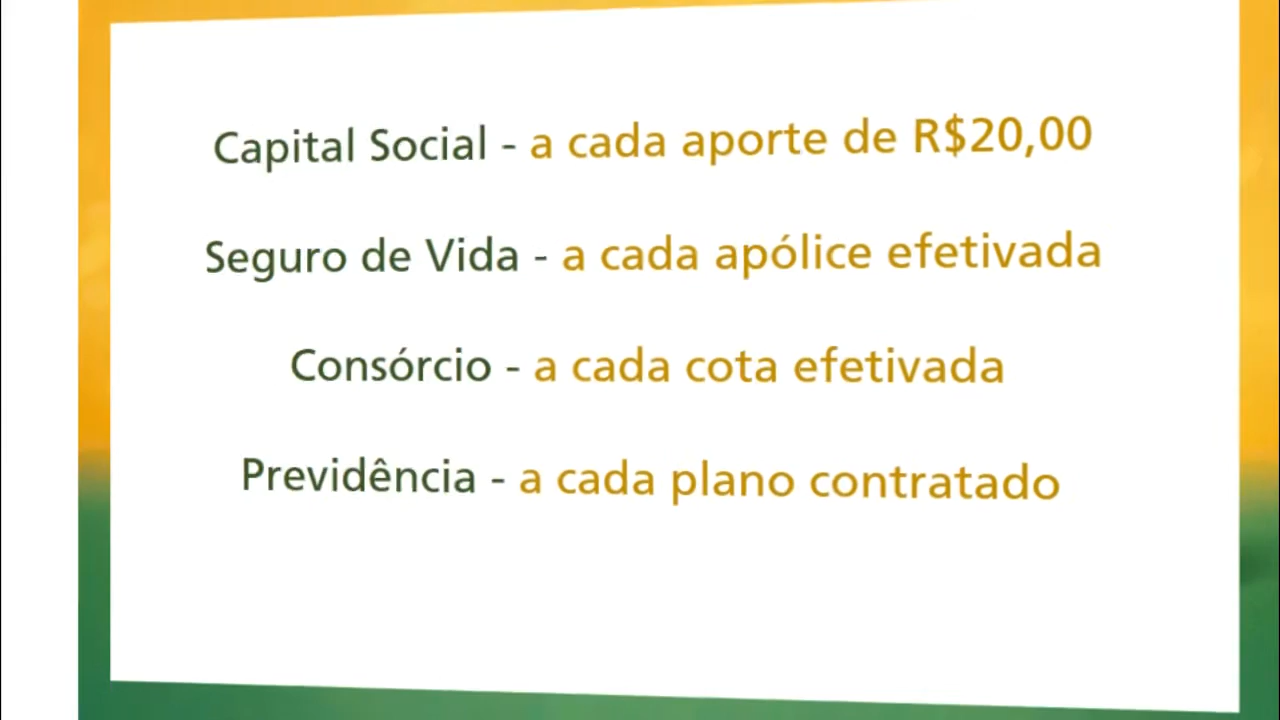 Capital Social - a cada aporte de R$20,00
Seguro de Vida - a cada apólice efetivada
Consórcio - a cada cota efetivada
Previdência - a cada plano contratado